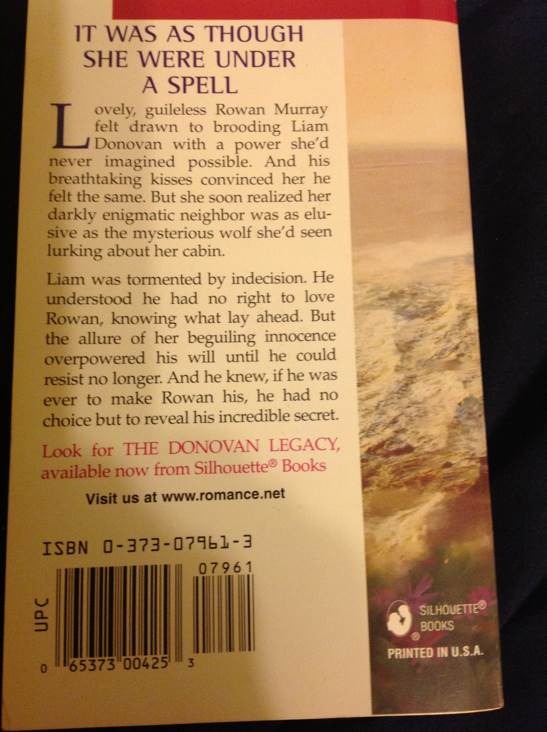 IT WAS AS THOUGH
SHE WERE UNDER
A SPELL
Lovely, guileless Rowan Murray
felt drawn to brooding Liam
Donovan with a power she'd
never imagined possible. And his
breathtaking kisses convinced her he
felt the same. But she soon realized her
darkly enigmatic neighbor was as elu-
sive as the mysterious wolf she'd seen
lurking about her cabin.
Liam was tormented by indecision. He
understood he had no right to love
Rowan, knowing what lay ahead. But
the allure of her beguiling innocence
overpowered his will until he could
resist no longer. And he knew, if he was
ever to make Rowan his, he had no
choice but to reveal his incredible secret.
Look for THE DONOVAN LEGACY,
available now from Silhouette® Books
Visit us at www.romance.net
ISBN 0-373-07961-3
07961
UPC
0 65373 00425 3
SILHOUETTE®
BOOKS
®
PRINTED IN U.S.A.